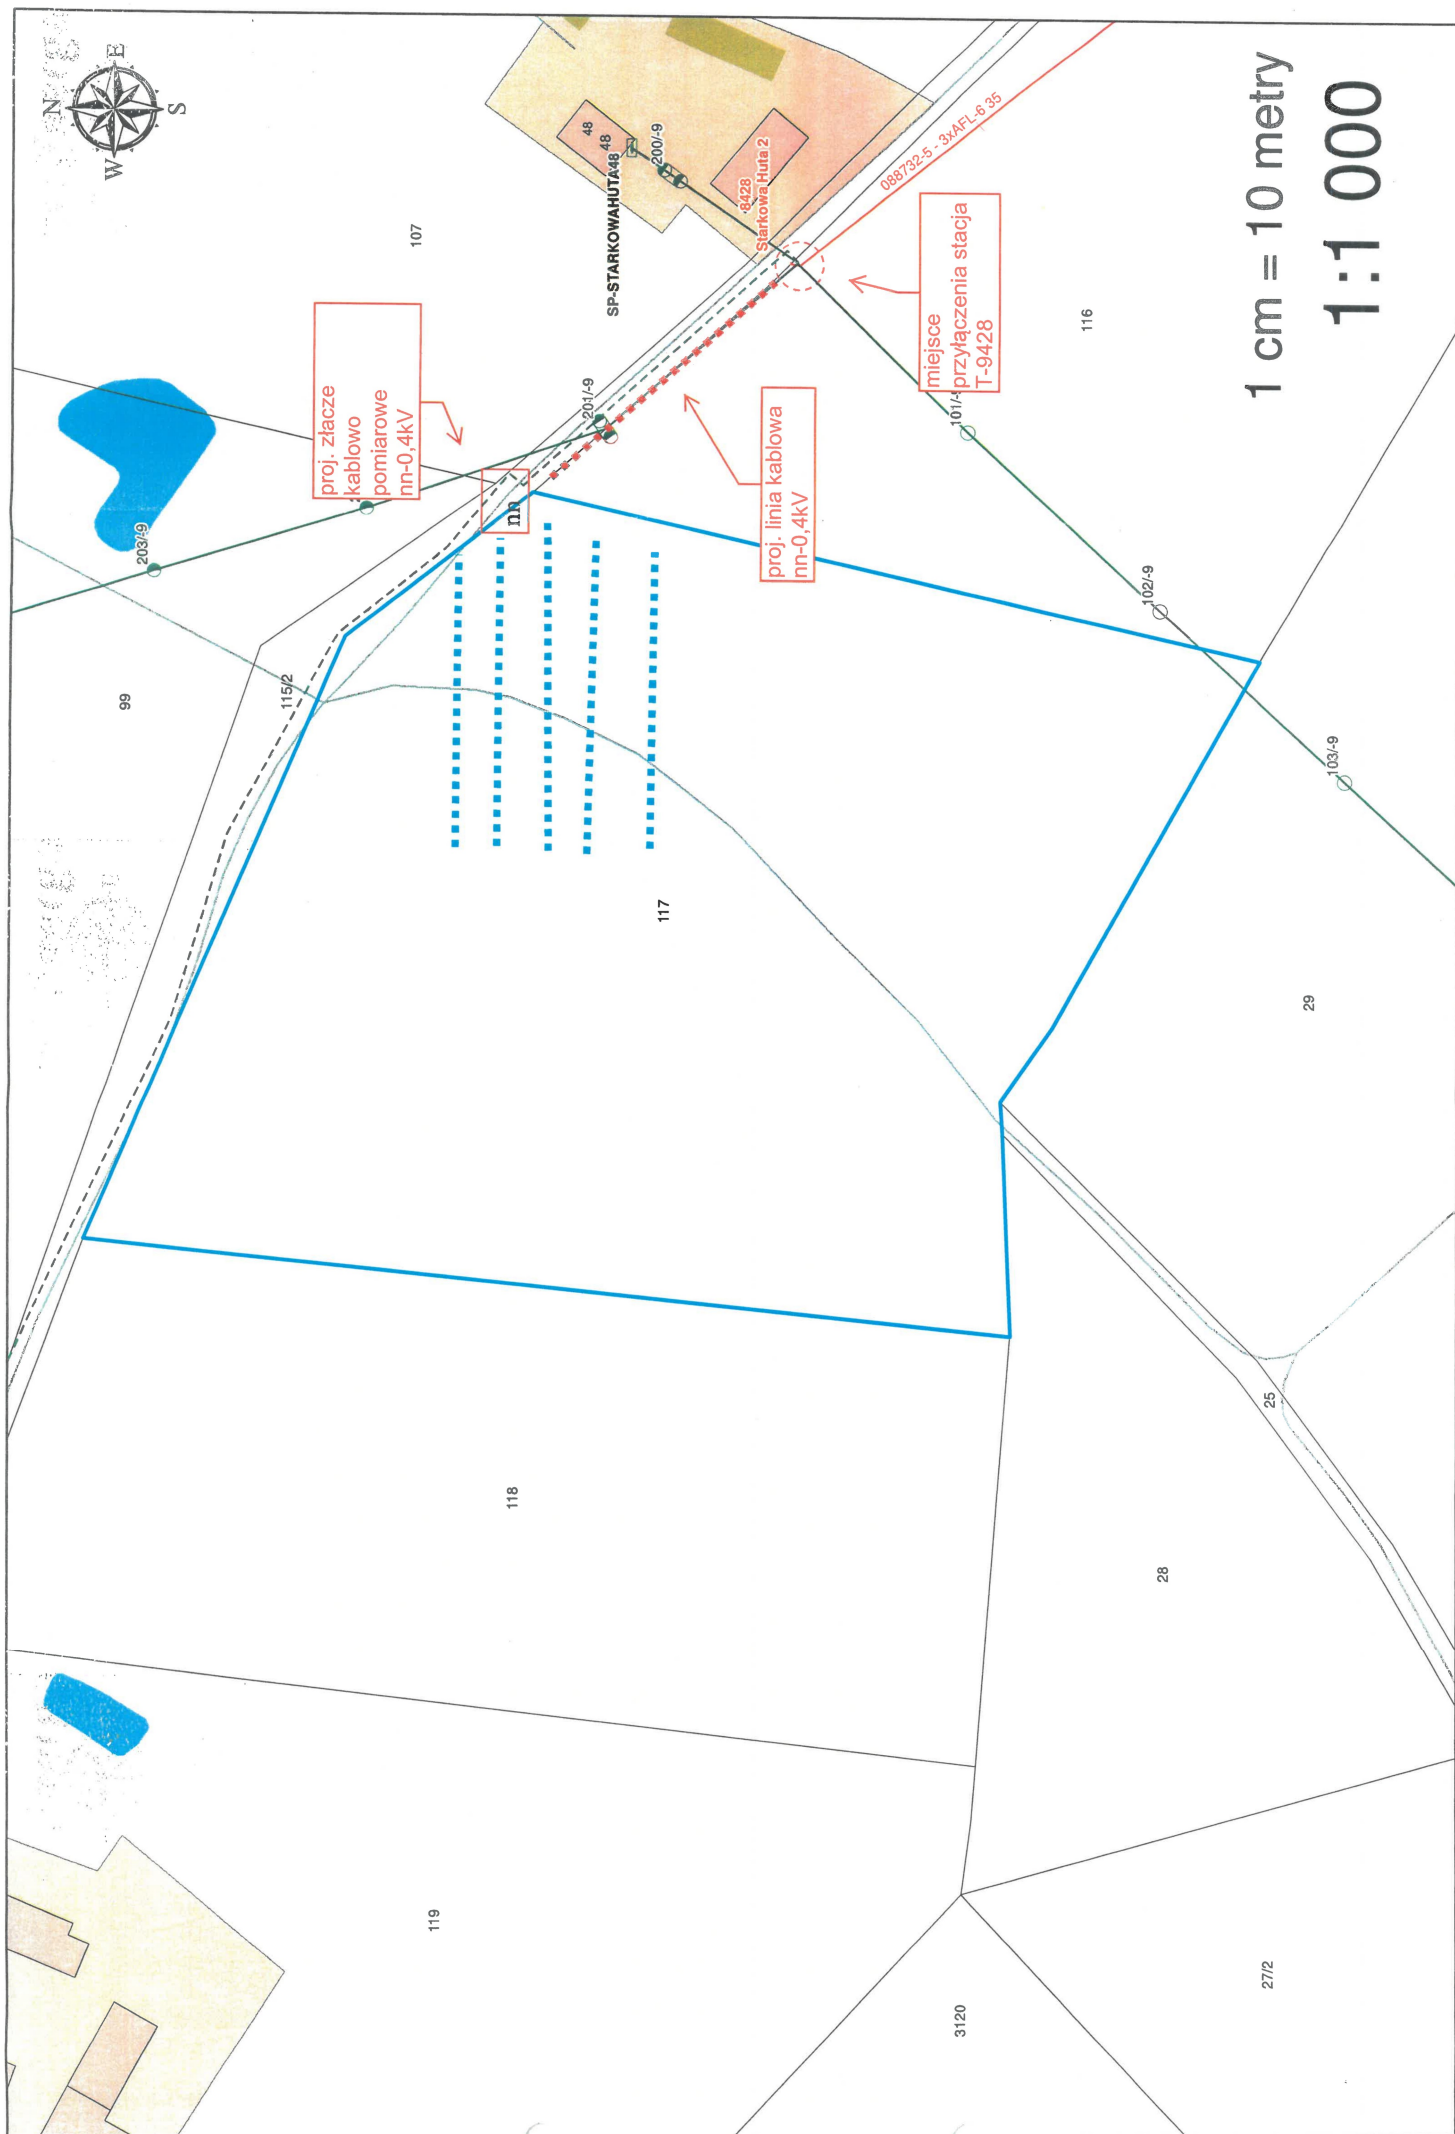 N
E
S
W
48
48
SP-STARKOWAHUTA48
200/-9
-8428
Starkowa Huta 2
088732-5 - 3xAFL-6 35
1 cm = 10 metry
1:1 000
107
proj. złacze
kablowo
pomiarowe
nn-0,4kV
201/-9
miejsce
przyłączenia stacja
T-9428
116
proj. linia kablowa
nn-0,4kV
101/-9
nn
203/-9
102/-9
99
115/2
103/-9
117
29
118
25
28
119
3120
27/2